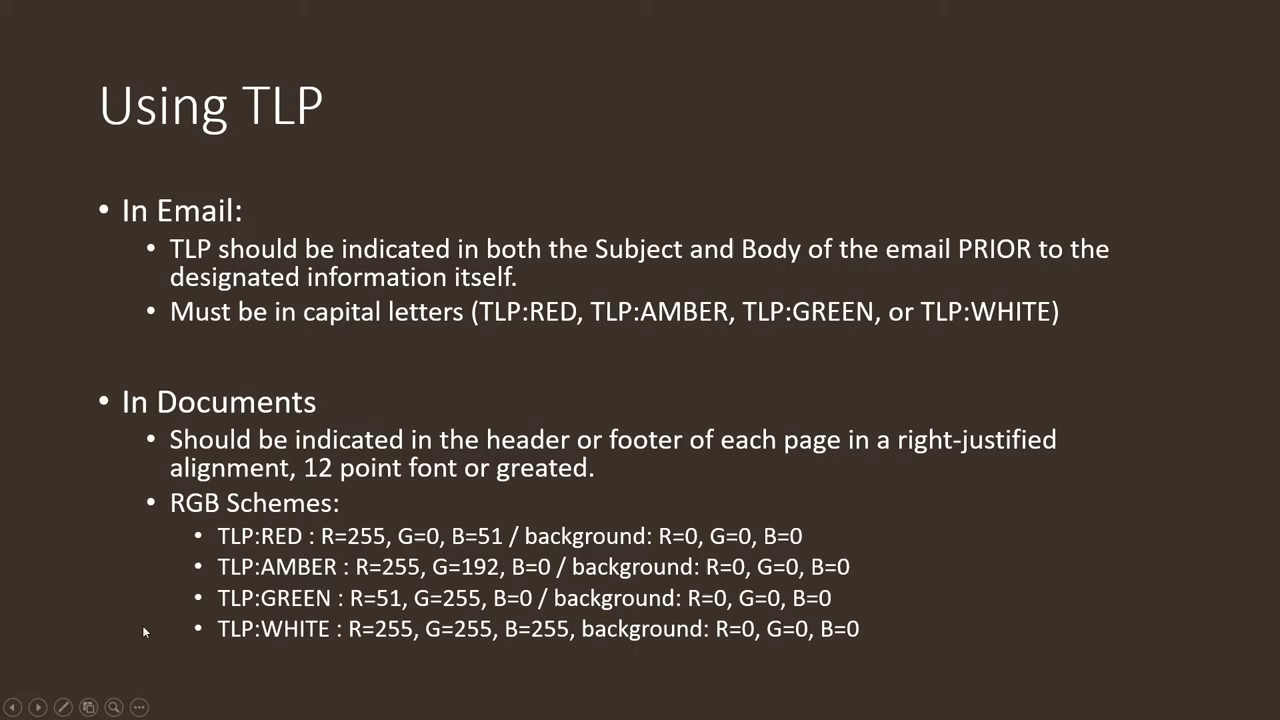 Using TLP
• In Email:
• TLP should be indicated in both the Subject and Body of the email PRIOR to the
designated information itself.
• Must be in capital letters (TLP:RED, TLP:AMBER, TLP:GREEN, or TLP:WHITE)
• In Documents
• Should be indicated in the header or footer of each page in a right-justified
alignment, 12 point font or greated.
• RGB Schemes:
• TLP:RED : R=255, G=0, B=51 / background: R=0, G=0, B=0
• TLP:AMBER : R=255, G=192, B=0 / background: R=0, G=0, B=0
• TLP:GREEN : R=51, G=255, B=0 / background: R=0, G=0, B=0
• TLP:WHITE : R=255, G=255, B=255, background: R=0, G=0, B=0